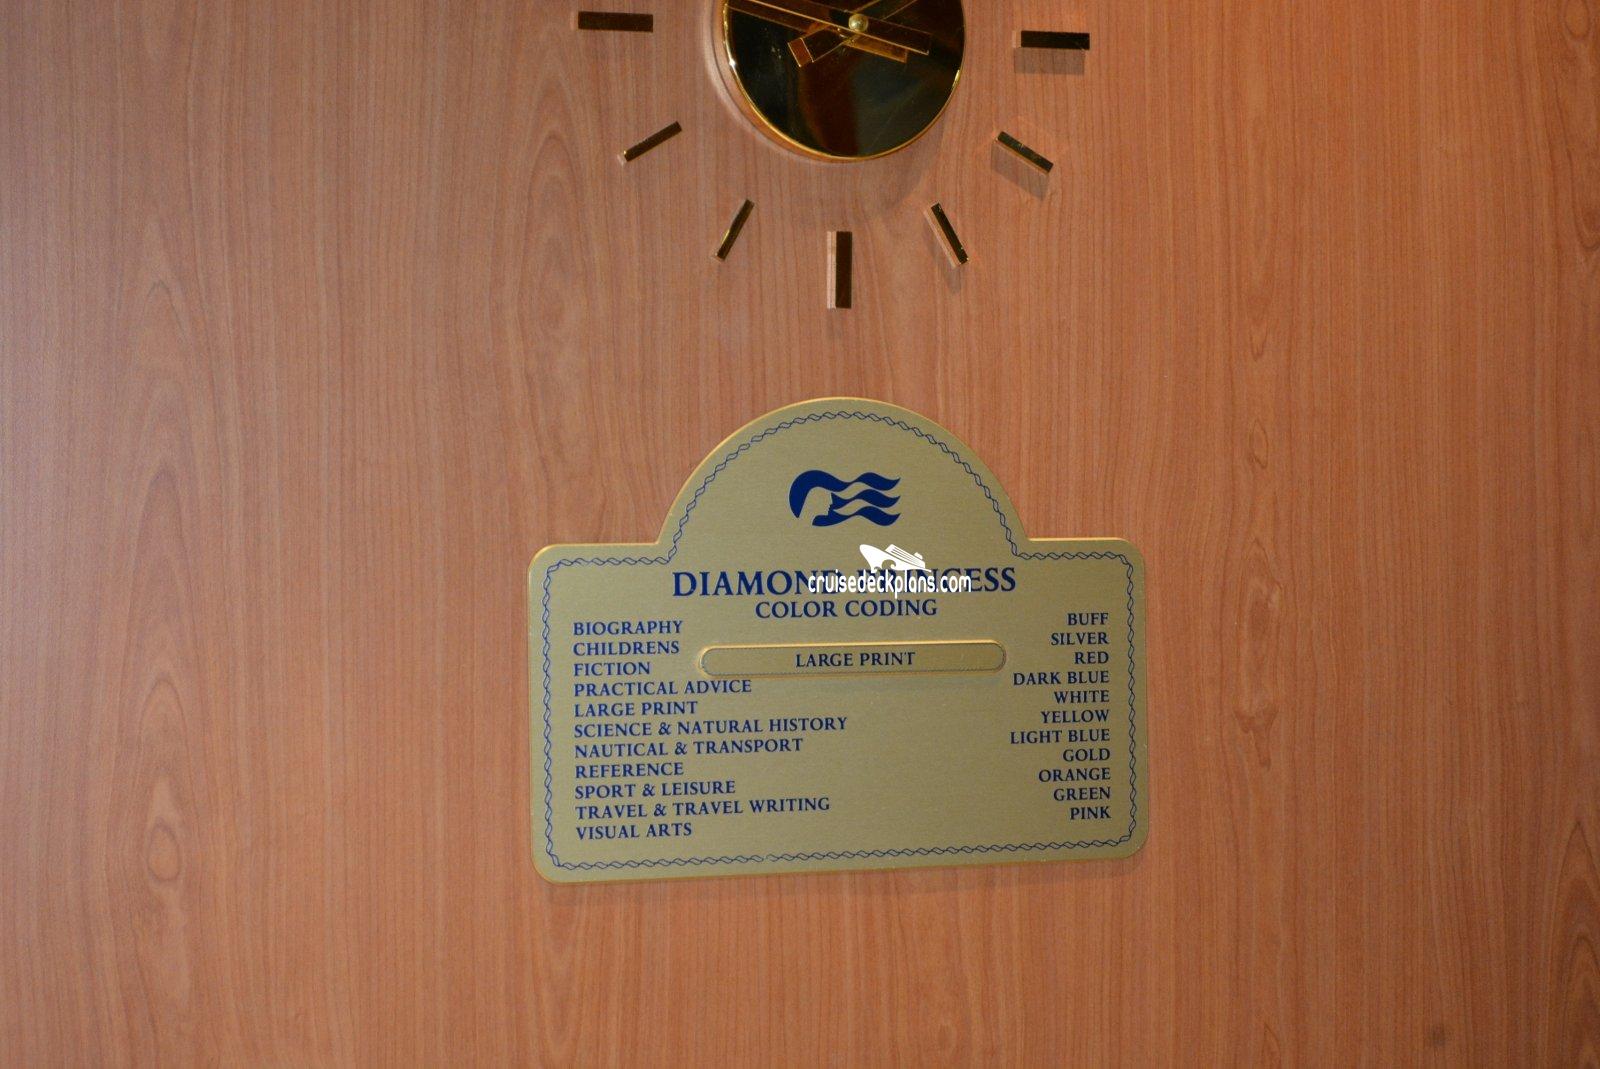 DIAMOND PRINCESS
cruisedeckplans.com
COLOR CODING
LARGE PRINT
BIOGRAPHY BUFF
CHILDRENS SILVER
FICTION RED
PRACTICAL ADVICE DARK BLUE
LARGE PRINT WHITE
SCIENCE & NATURAL HISTORY YELLOW
NAUTICAL & TRANSPORT LIGHT BLUE
REFERENCE GOLD
SPORT & LEISURE ORANGE
TRAVEL & TRAVEL WRITING GREEN
VISUAL ARTS PINK